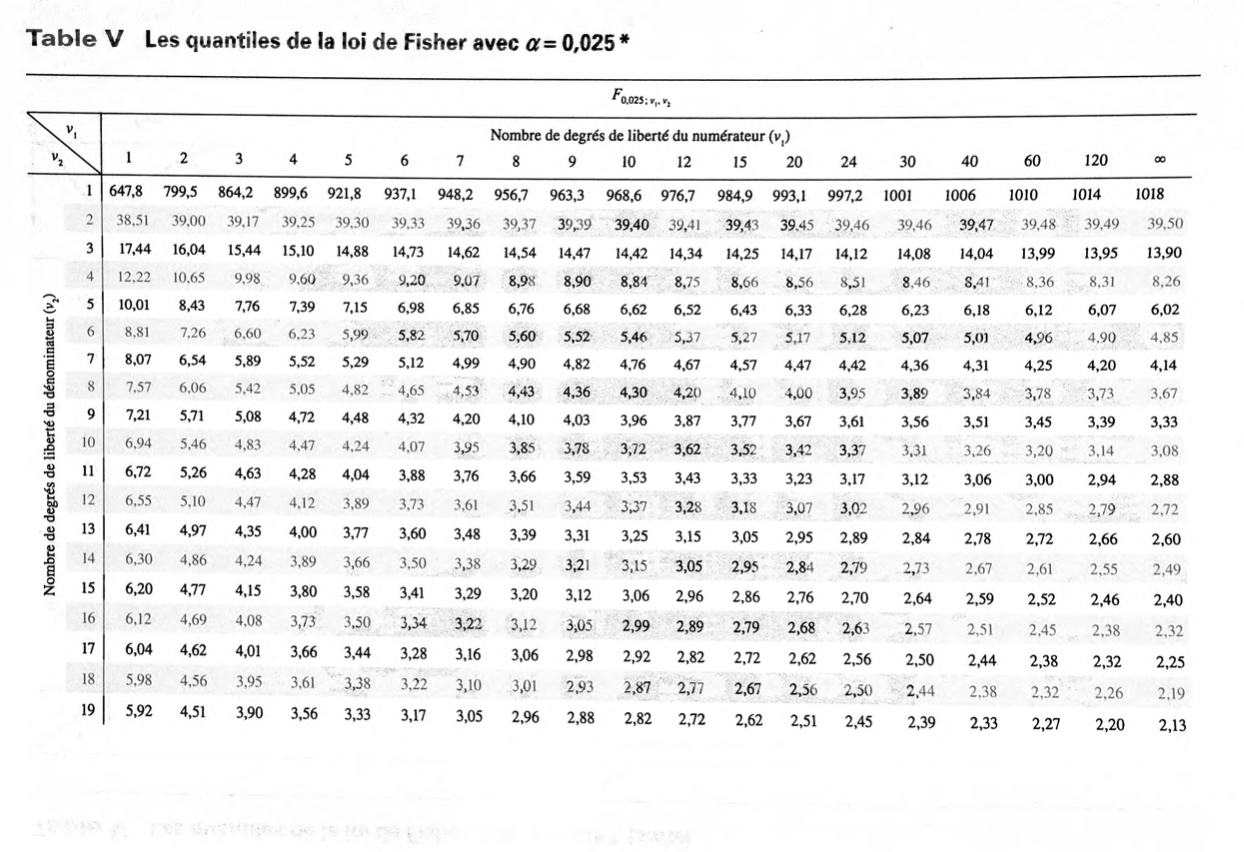 Table V Les quantiles de la loi de Fisher avec α = 0,025 *
F0,025; ν1, ν2
ν1
Nombre de degrés de liberté du numérateur (ν1)
ν2
1 2 3 4 5 6 7 8 9 10 12 15 20 24 30 40 60 120 ∞
Nombre de degrés de liberté du dénominateur (ν2)
1 647,8 799,5 864,2 899,6 921,8 937,1 948,2 956,7 963,3 968,6 976,7 984,9 993,1 997,2 1001 1006 1010 1014 1018
2 38.51 39.00 39,17 39,25 39,30 39,33 39,36 39,37 39,39 39,40 39,41 39,43 39.45 39,46 39,46 39,47 39,48 39,49 39,50
3 17,44 16,04 15,44 15,10 14,88 14,73 14,62 14,54 14,47 14,42 14,34 14,25 14,17 14,12 14,08 14,04 13,99 13,95 13,90
4 12,22 10,65 9,98 9,60 9,36 9,20 9,07 8,98 8,90 8,84 8,75 8,66 8,56 8,51 8.46 8,41 8,36 8,31 8,26
5 10,01 8,43 7,76 7,39 7,15 6,98 6,85 6,76 6,68 6,62 6,52 6,43 6,33 6,28 6,23 6,18 6,12 6,07 6,02
6 8,81 7,26 6,60 6,23 5,99 5,82 5,70 5,60 5,52 5,46 5,37 5,27 5,17 5,12 5,07 5,01 4,96 4,90 4,85
7 8,07 6,54 5,89 5,52 5,29 5,12 4,99 4,90 4,82 4,76 4,67 4,57 4,47 4,42 4,36 4,31 4,25 4,20 4,14
8 7,57 6,06 5,42 5,05 4,82 4,65 4,53 4,43 4,36 4,30 4,20 4,10 4,00 3,95 3,89 3,84 3,78 3,73 3,67
9 7,21 5,71 5,08 4,72 4,48 4,32 4,20 4,10 4,03 3,96 3,87 3,77 3,67 3,61 3,56 3,51 3,45 3,39 3,33
10 6,94 5,46 4,83 4,47 4,24 4,07 3,95 3,85 3,78 3,72 3,62 3,52 3,42 3,37 3,31 3,26 3,20 3,14 3,08
11 6,72 5,26 4,63 4,28 4,04 3,88 3,76 3,66 3,59 3,53 3,43 3,33 3,23 3,17 3,12 3,06 3,00 2,94 2,88
12 6,55 5,10 4,47 4,12 3,89 3,73 3,61 3,51 3,44 3,37 3,28 3,18 3,07 3,02 2,96 2,91 2,85 2,79 2,72
13 6,41 4,97 4,35 4,00 3,77 3,60 3,48 3,39 3,31 3,25 3,15 3,05 2,95 2,89 2,84 2,78 2,72 2,66 2,60
14 6,30 4,86 4,24 3,89 3,66 3,50 3,38 3,29 3,21 3,15 3,05 2,95 2,84 2,79 2,73 2,67 2,61 2,55 2,49
15 6,20 4,77 4,15 3,80 3,58 3,41 3,29 3,20 3,12 3,06 2,96 2,86 2,76 2,70 2,64 2,59 2,52 2,46 2,40
16 6,12 4,69 4,08 3,73 3,50 3,34 3,22 3,12 3,05 2,99 2,89 2,79 2,68 2,63 2,57 2,51 2,45 2,38 2,32
17 6,04 4,62 4,01 3,66 3,44 3,28 3,16 3,06 2,98 2,92 2,82 2,72 2,62 2,56 2,50 2,44 2,38 2,32 2,25
18 5,98 4,56 3,95 3,61 3,38 3,22 3,10 3,01 2,93 2,87 2,77 2,67 2,56 2,50 2,44 2,38 2,32 2,26 2,19
19 5,92 4,51 3,90 3,56 3,33 3,17 3,05 2,96 2,88 2,82 2,72 2,62 2,51 2,45 2,39 2,33 2,27 2,20 2,13